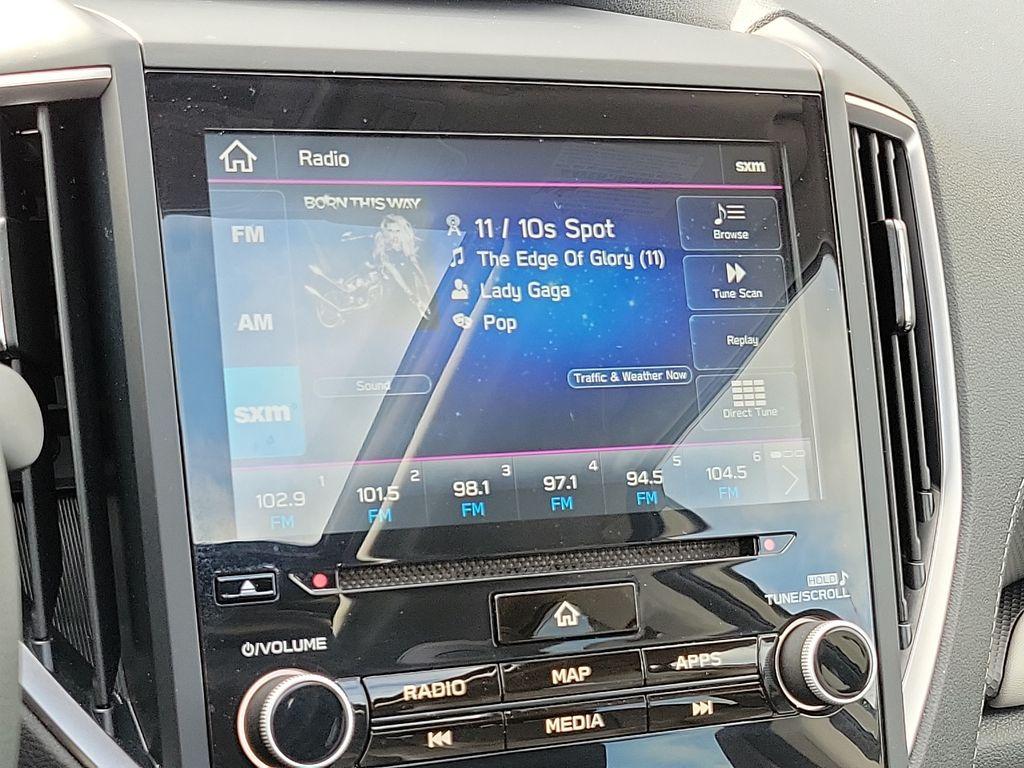 Radio
sxm
BORN THIS WAY
FM
11 / 10s Spot
Browse
The Edge Of Glory (11)
Lady Gaga
Tune Scan
AM
Pop
Replay
Sound
Traffic & Weather Now
sxm
Direct Tune
1
2
3
4
5
6
102.9
101.5
98.1
97.1
94.5
104.5
FM
FM
FM
FM
FM
FM
HOLD
TUNE/SCROLL
/VOLUME
RADIO
MAP
APPS
MEDIA